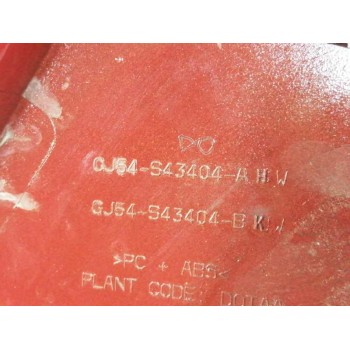 GJ54-S43404-A H W
GJ54-S43404-B K W
>PC + ABS<
PLANT CODE: